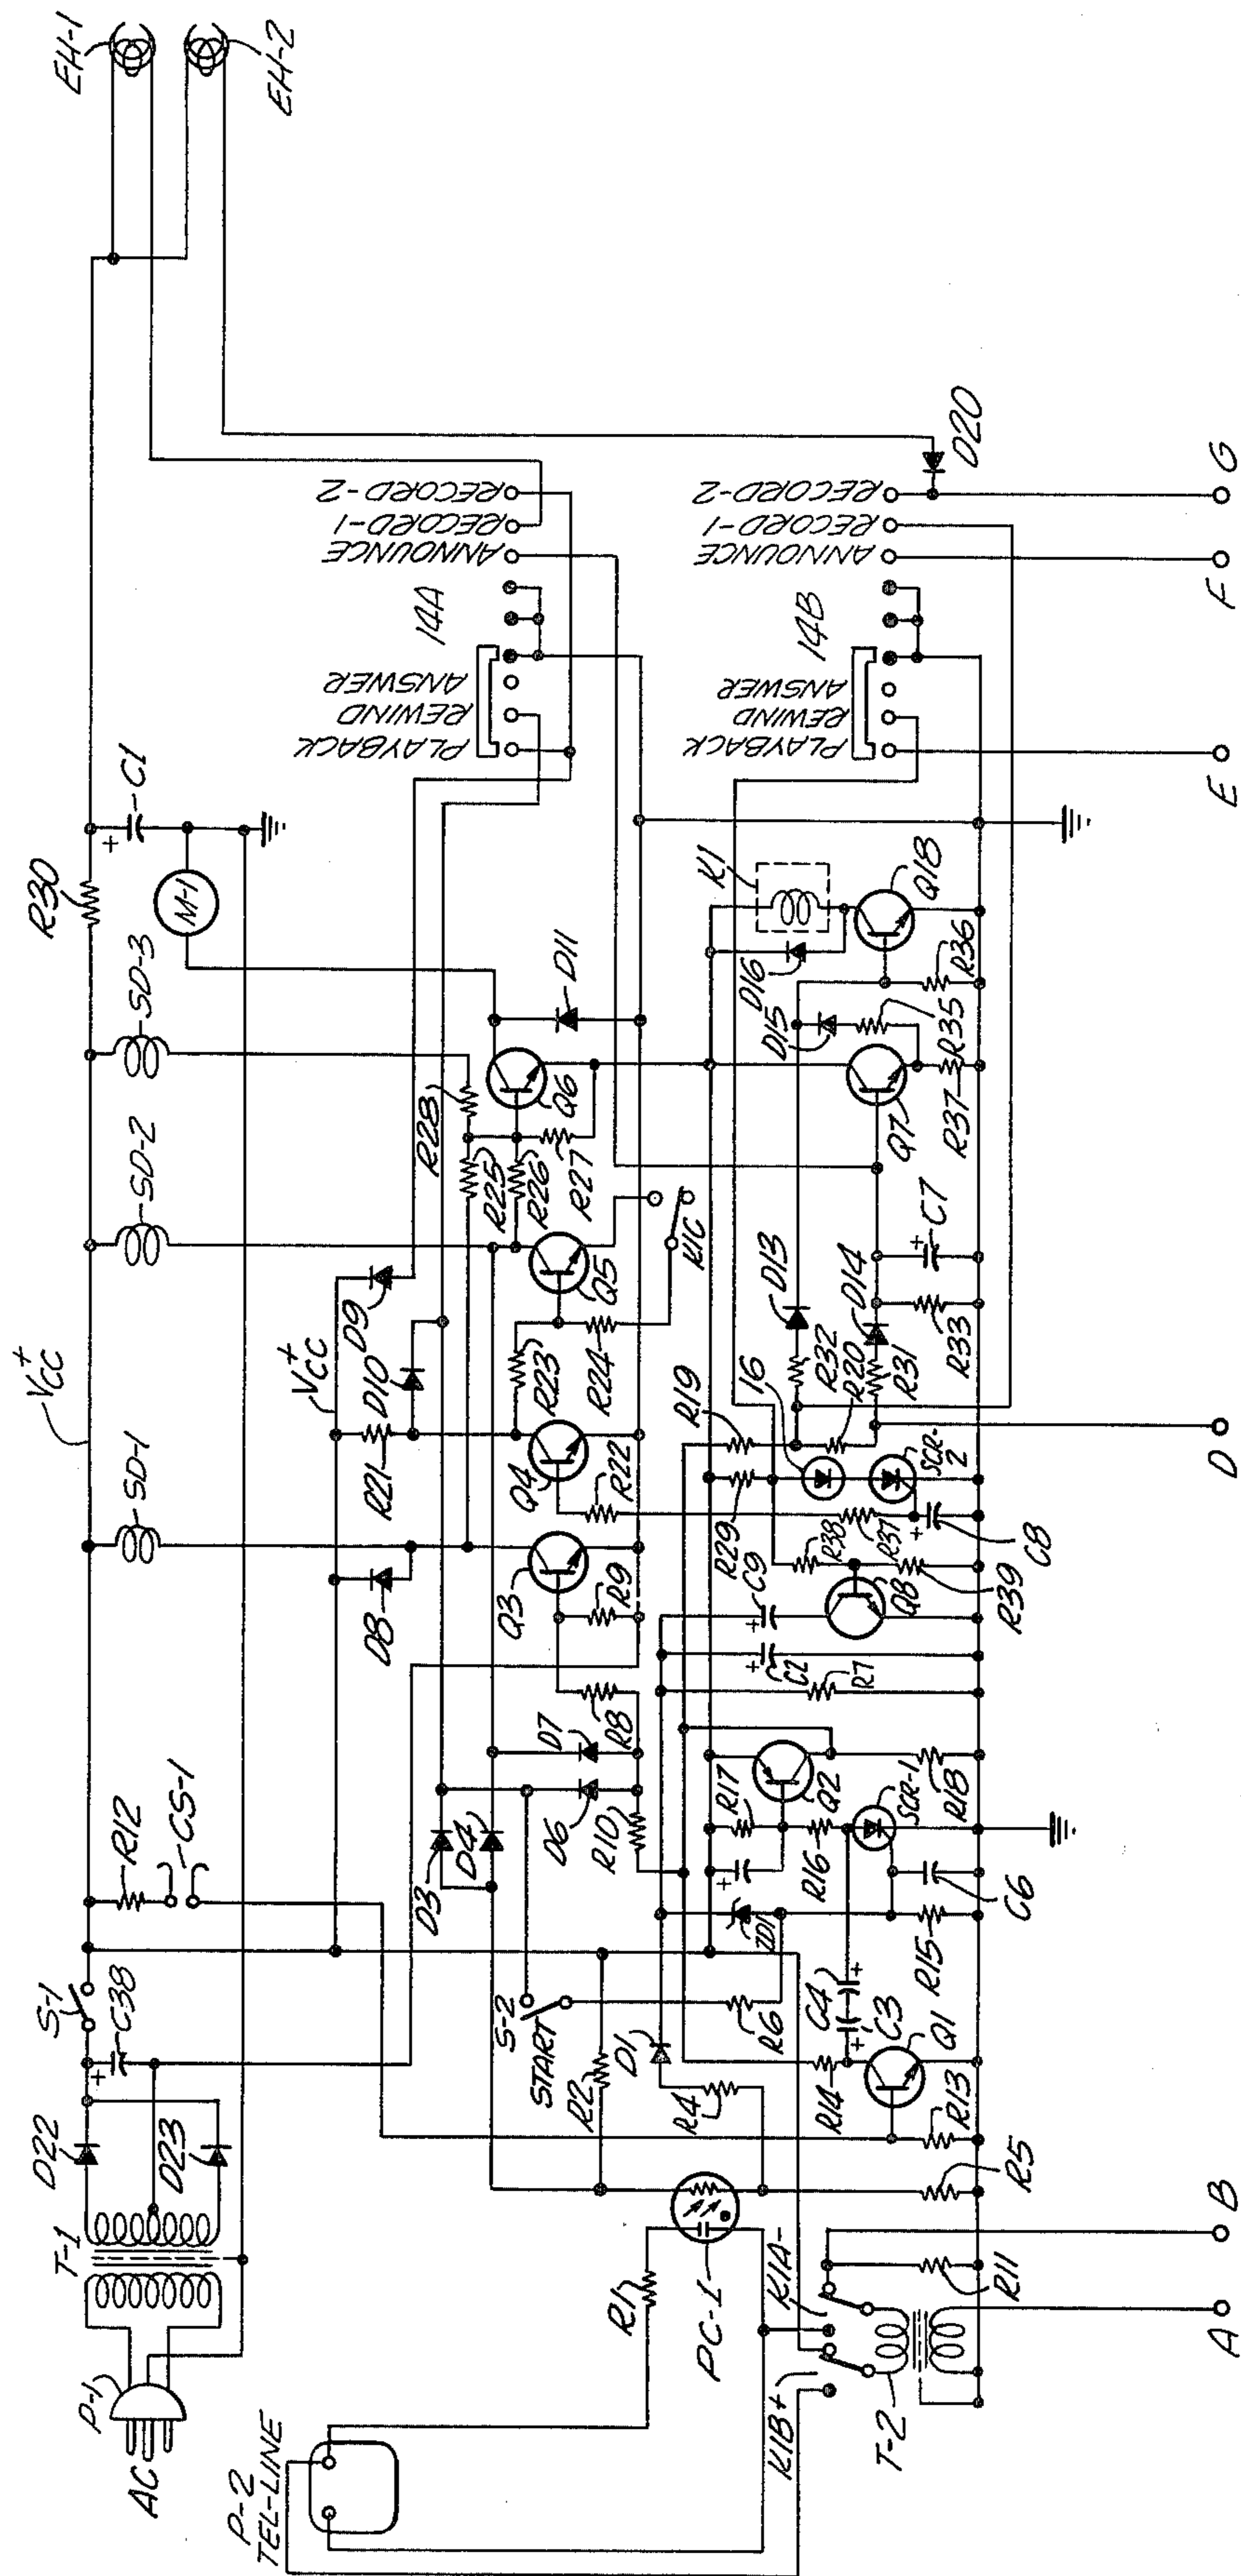 P-1
AC
T-1
D22
D23
C38
S-1
R12
CS-1
SD-1
Vcc+
SD-2
SD-3
R30
C1
M-1
EH-1
EH-2
P-2
TEL-LINE
R1
PC-1
K1A-
K1B+
T-2
R11
R5
R2
START
S-2
D3
D4
D6
D7
R10
R8
R9
Q3
D8
R21
Vcc+
D10
D9
Q4
R22
R23
R24
Q5
K1C
R25
R26
R27
R28
Q6
D11
PLAYBACK
REWIND
ANSWER
14A
ANNOUNCE
RECORD-1
RECORD-2
R4
D1
R6
ZD1
R14
C3
C4
Q1
R13
R15
C6
R16
R17
Q2
SCR-1
R18
R7
C2
C9
Q8
R38
R39
R29
R19
R37
C8
16
SCR-2
R20
R32
R31
D13
D14
R33
C7
Q7
R37
R35
D15
D16
K1
Q18
R36
PLAYBACK
REWIND
ANSWER
14B
ANNOUNCE
RECORD-1
RECORD-2
D20
A
B
D
E
F
G